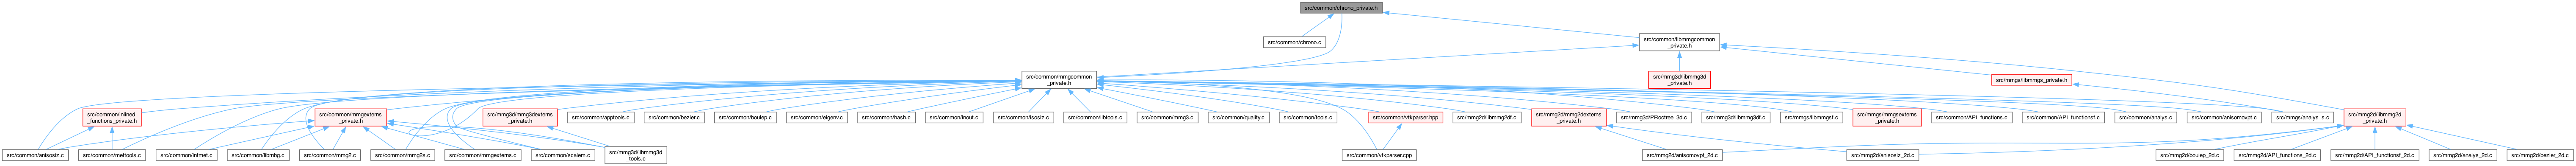 src/common/chrono_private.h
src/common/chrono.c
src/common/libmmgcommon
_private.h
src/common/mmgcommon
_private.h
src/mmg3d/libmmg3d
_private.h
src/mmgs/libmmgs_private.h
src/common/inlined
_functions_private.h
src/common/mmgexterns
_private.h
src/mmg3d/mmg3dexterns
_private.h
src/common/apptools.c
src/common/bezier.c
src/common/boulep.c
src/common/eigenv.c
src/common/hash.c
src/common/inout.c
src/common/isosiz.c
src/common/libtools.c
src/common/mmg3.c
src/common/quality.c
src/common/tools.c
src/common/vtkparser.hpp
src/mmg2d/libmmg2df.c
src/mmg2d/mmg2dexterns
_private.h
src/mmg3d/PRoctree_3d.c
src/mmg3d/libmmg3df.c
src/mmgs/libmmgsf.c
src/mmgs/mmgsexterns
_private.h
src/common/API_functions.c
src/common/API_functionsf.c
src/common/analys.c
src/common/anisomovpt.c
src/mmgs/analys_s.c
src/mmg2d/libmmg2d
_private.h
src/common/anisosiz.c
src/common/mettools.c
src/common/intmet.c
src/common/libmbg.c
src/common/mmg2.c
src/common/mmg2s.c
src/common/mmgexterns.c
src/common/scalem.c
src/mmg3d/libmmg3d
_tools.c
src/common/vtkparser.cpp
src/mmg2d/anisomovpt_2d.c
src/mmg2d/anisosiz_2d.c
src/mmg2d/boulep_2d.c
src/mmg2d/API_functions_2d.c
src/mmg2d/API_functionsf_2d.c
src/mmg2d/analys_2d.c
src/mmg2d/bezier_2d.c